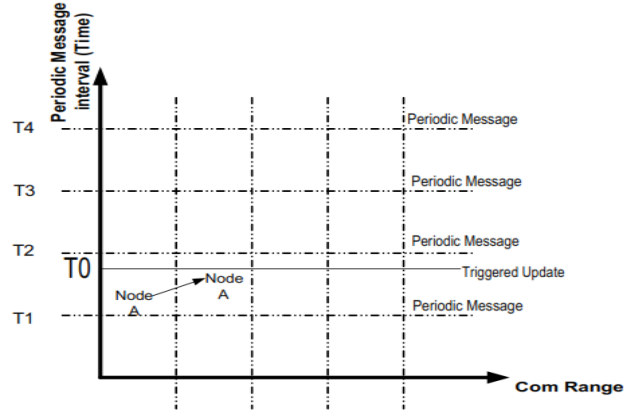 Periodic Message
interval (Time)
T4
Periodic Message
T3
Periodic Message
T2
Periodic Message
T0
Node
A
Triggered Update
Node
A
T1
Periodic Message
Com Range